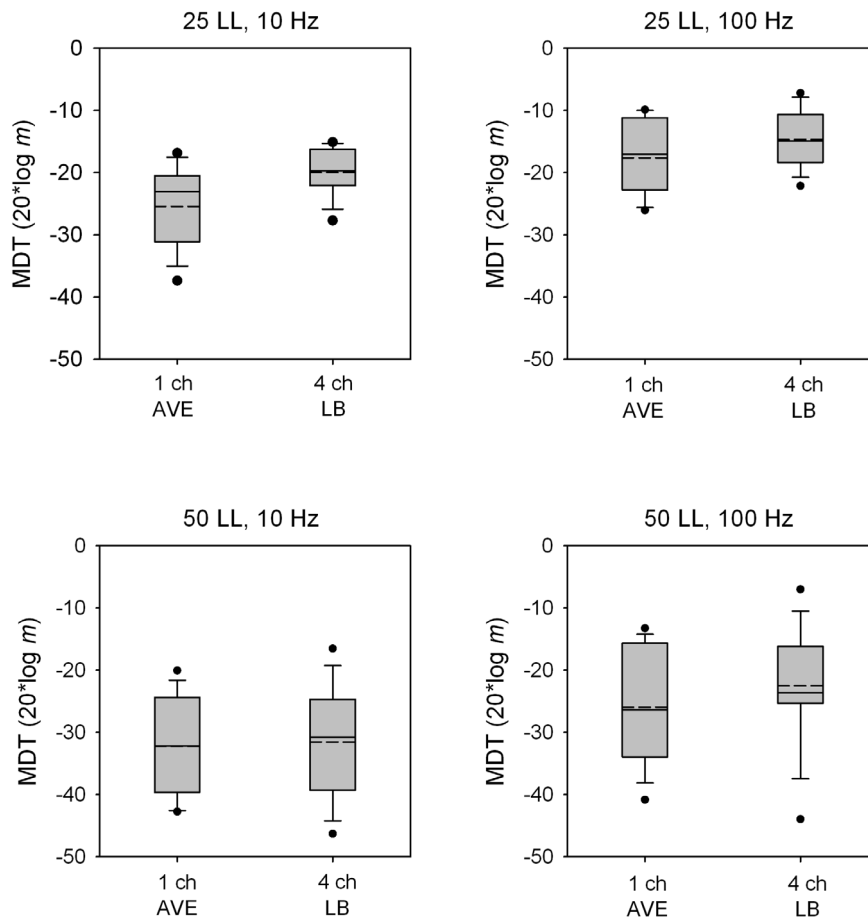 25 LL, 10 Hz
MDT (20*log m)
0
-10
-20
-30
-40
-50
1 ch
AVE
4 ch
LB
25 LL, 100 Hz
MDT (20*log m)
0
-10
-20
-30
-40
-50
1 ch
AVE
4 ch
LB
50 LL, 10 Hz
MDT (20*log m)
0
-10
-20
-30
-40
-50
1 ch
AVE
4 ch
LB
50 LL, 100 Hz
MDT (20*log m)
0
-10
-20
-30
-40
-50
1 ch
AVE
4 ch
LB